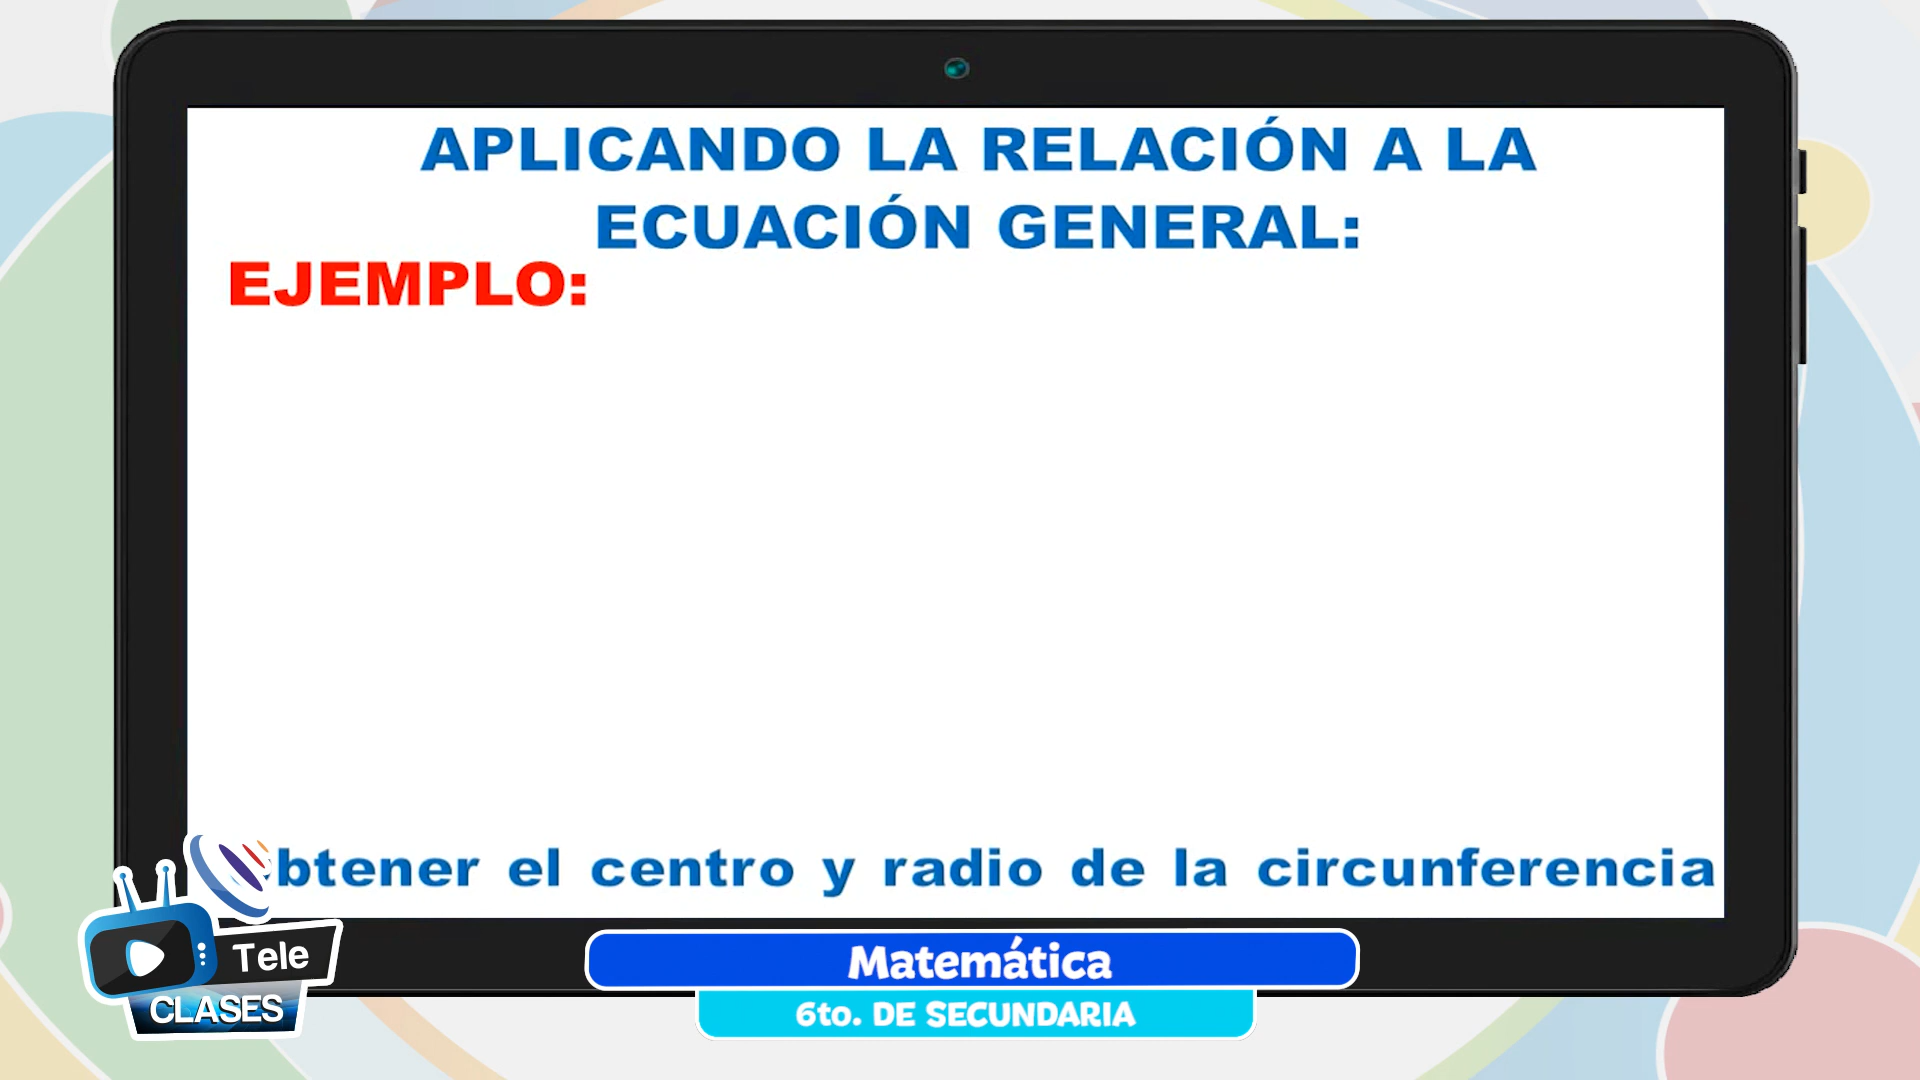 APLICANDO LA RELACIÓN A LA
ECUACIÓN GENERAL:
EJEMPLO:
btener el centro y radio de la circunferencia
Tele
CLASES
Matemática
6to. DE SECUNDARIA